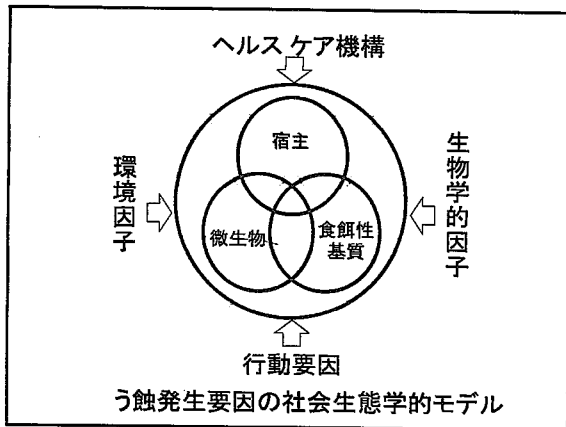 ヘルス ケア機構
宿主
環境因子
生物学的因子
微生物
食餌性
基質
行動要因
う蝕発生要因の社会生態学的モデル